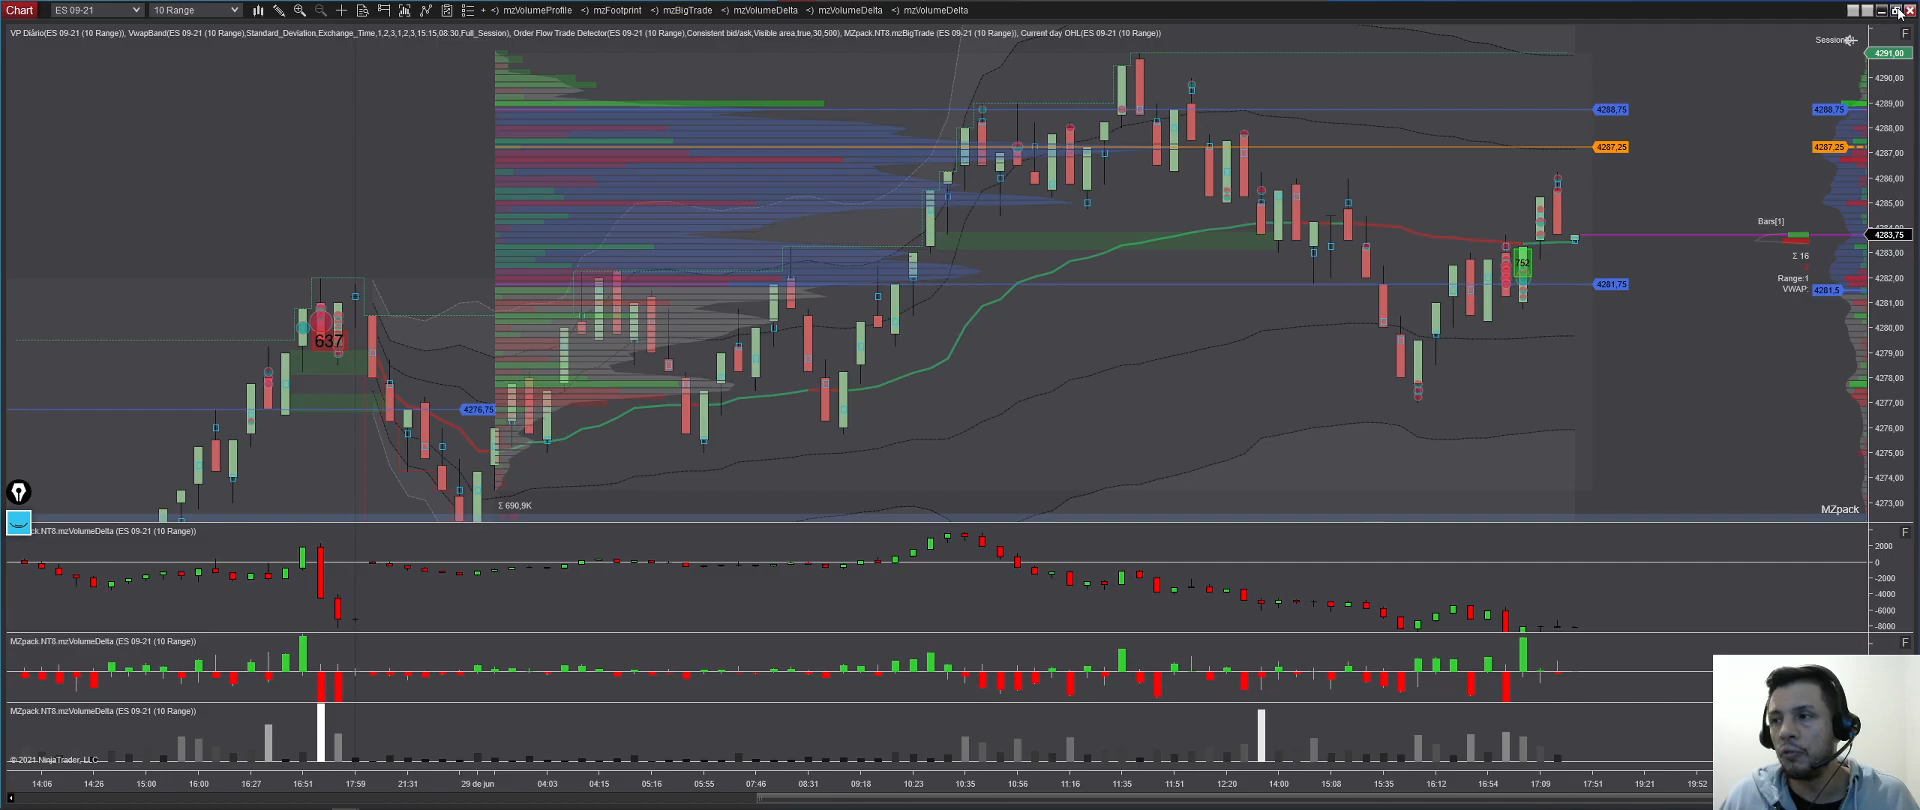 Chart ES 09-21 10 Range + <> mzVolumeProfile <> mzFootprint <> mzBigTrade <> mzVolumeDelta <> mzVolumeDelta <> mzVolumeDelta
VP Diário(ES 09-21 (10 Range)), VwapBand(ES 09-21 (10 Range),Standard_Deviation,Exchange_Time,1,2,3,1,2,3,15:15,08:30,Full_Session), Order Flow Trade Detector(ES 09-21 (10 Range),Consistent bid/ask,Visible area,true,30,500), MZpack.NT8.mzBigTrade (ES 09-21 (10 Range)), Current day OHL(ES 09-21 (10 Range))
F
4291,00
4290,00
4289,00
4288,75 4288,75
4288,00
4287,25 4287,25
4287,00
4286,00
4285,00
Bars[1]
4283,75
4283,00
Σ 16
752
Range:1
4282,00
VWAP:
4281,75 4281,5
4281,00
4280,00
637
4279,00
4278,00
4277,00
4276,75
4276,00
4275,00
4274,00
4273,00
Σ 690,9K
MZpack
.NT8.mzVolumeDelta (ES 09-21 (10 Range))
F
2000
0
-2000
-4000
-6000
-8000
MZpack.NT8.mzVolumeDelta (ES 09-21 (10 Range))
F
MZpack.NT8.mzVolumeDelta (ES 09-21 (10 Range))
© 2021 NinjaTrader, LLC
14:06 14:26 15:00 16:00 16:27 16:51 17:59 21:31 29 de jun 04:03 04:15 05:55 07:46 08:31 09:18 10:23 10:35 10:56 11:16 11:35 12:20 14:00 15:08 15:35 16:12 16:54 17:09 17:51 19:21 19:52